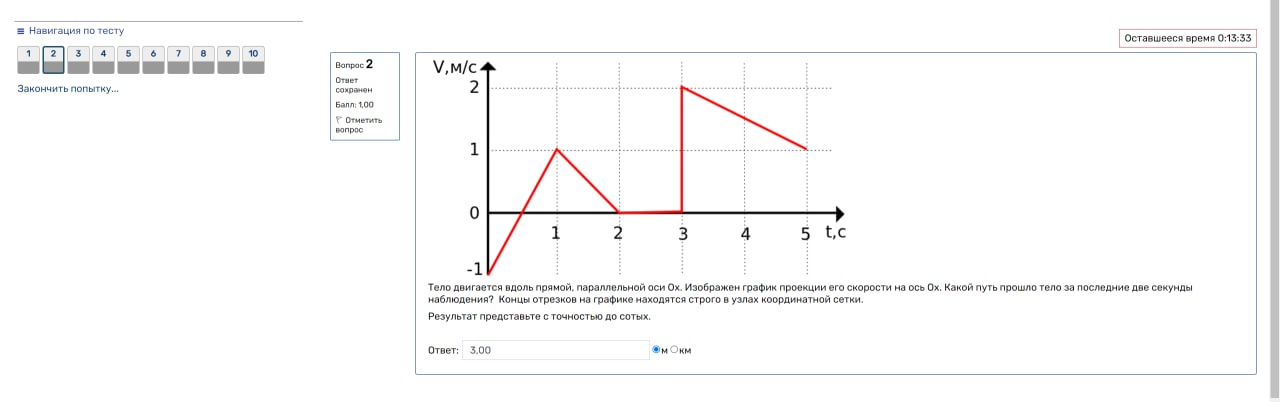 Навигация по тесту
1 2 3 4 5 6 7 8 9 10
Закончить попытку...
Оставшееся время 0:13:33
Вопрос 2
Ответ
сохранен
Балл: 1,00
Отметить
вопрос
V,м/с
2
1
0
-1
1 2 3 4 5 t,c
Тело двигается вдоль прямой, параллельной оси Ox. Изображен график проекции его скорости на ось Ox. Какой путь прошло тело за последние две секунды
наблюдения? Концы отрезков на графике находятся строго в узлах координатной сетки.
Результат представьте с точностью до сотых.
Ответ: 3,00 м км